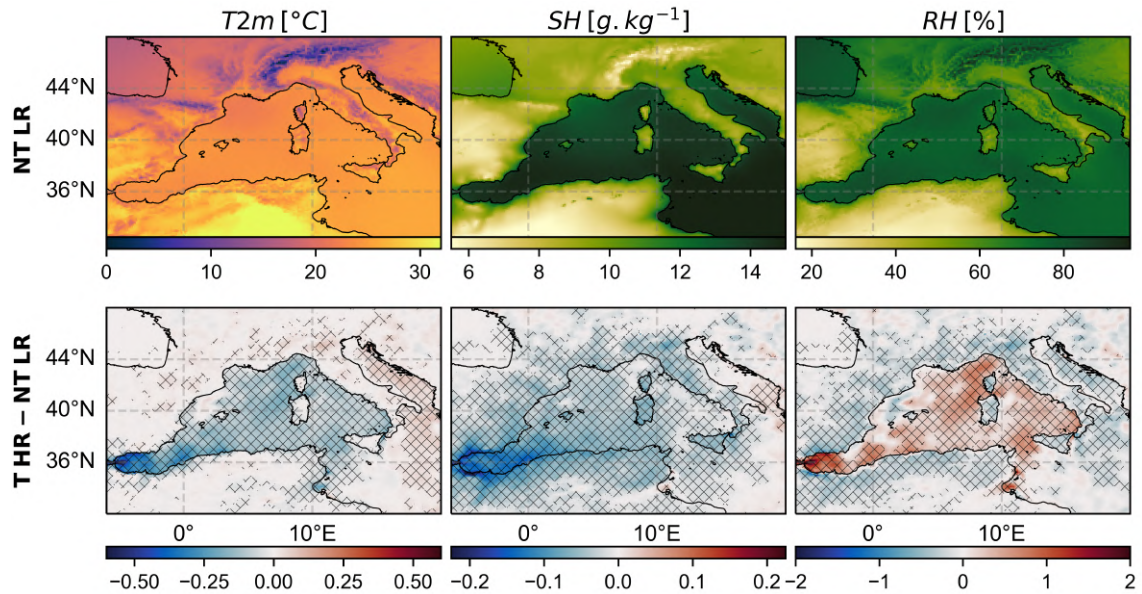 T2m [°C]
SH [g.kg⁻¹]
RH [%]
NT LR
44°N
40°N
36°N
0 10 20 30
6 8 10 12 14
20 40 60 80
THR − NT LR
44°N
40°N
36°N
0° 10°E
0° 10°E
0° 10°E
−0.50 −0.25 0.00 0.25 0.50
−0.2 −0.1 0.0 0.1 0.2
−2 −1 0 1 2